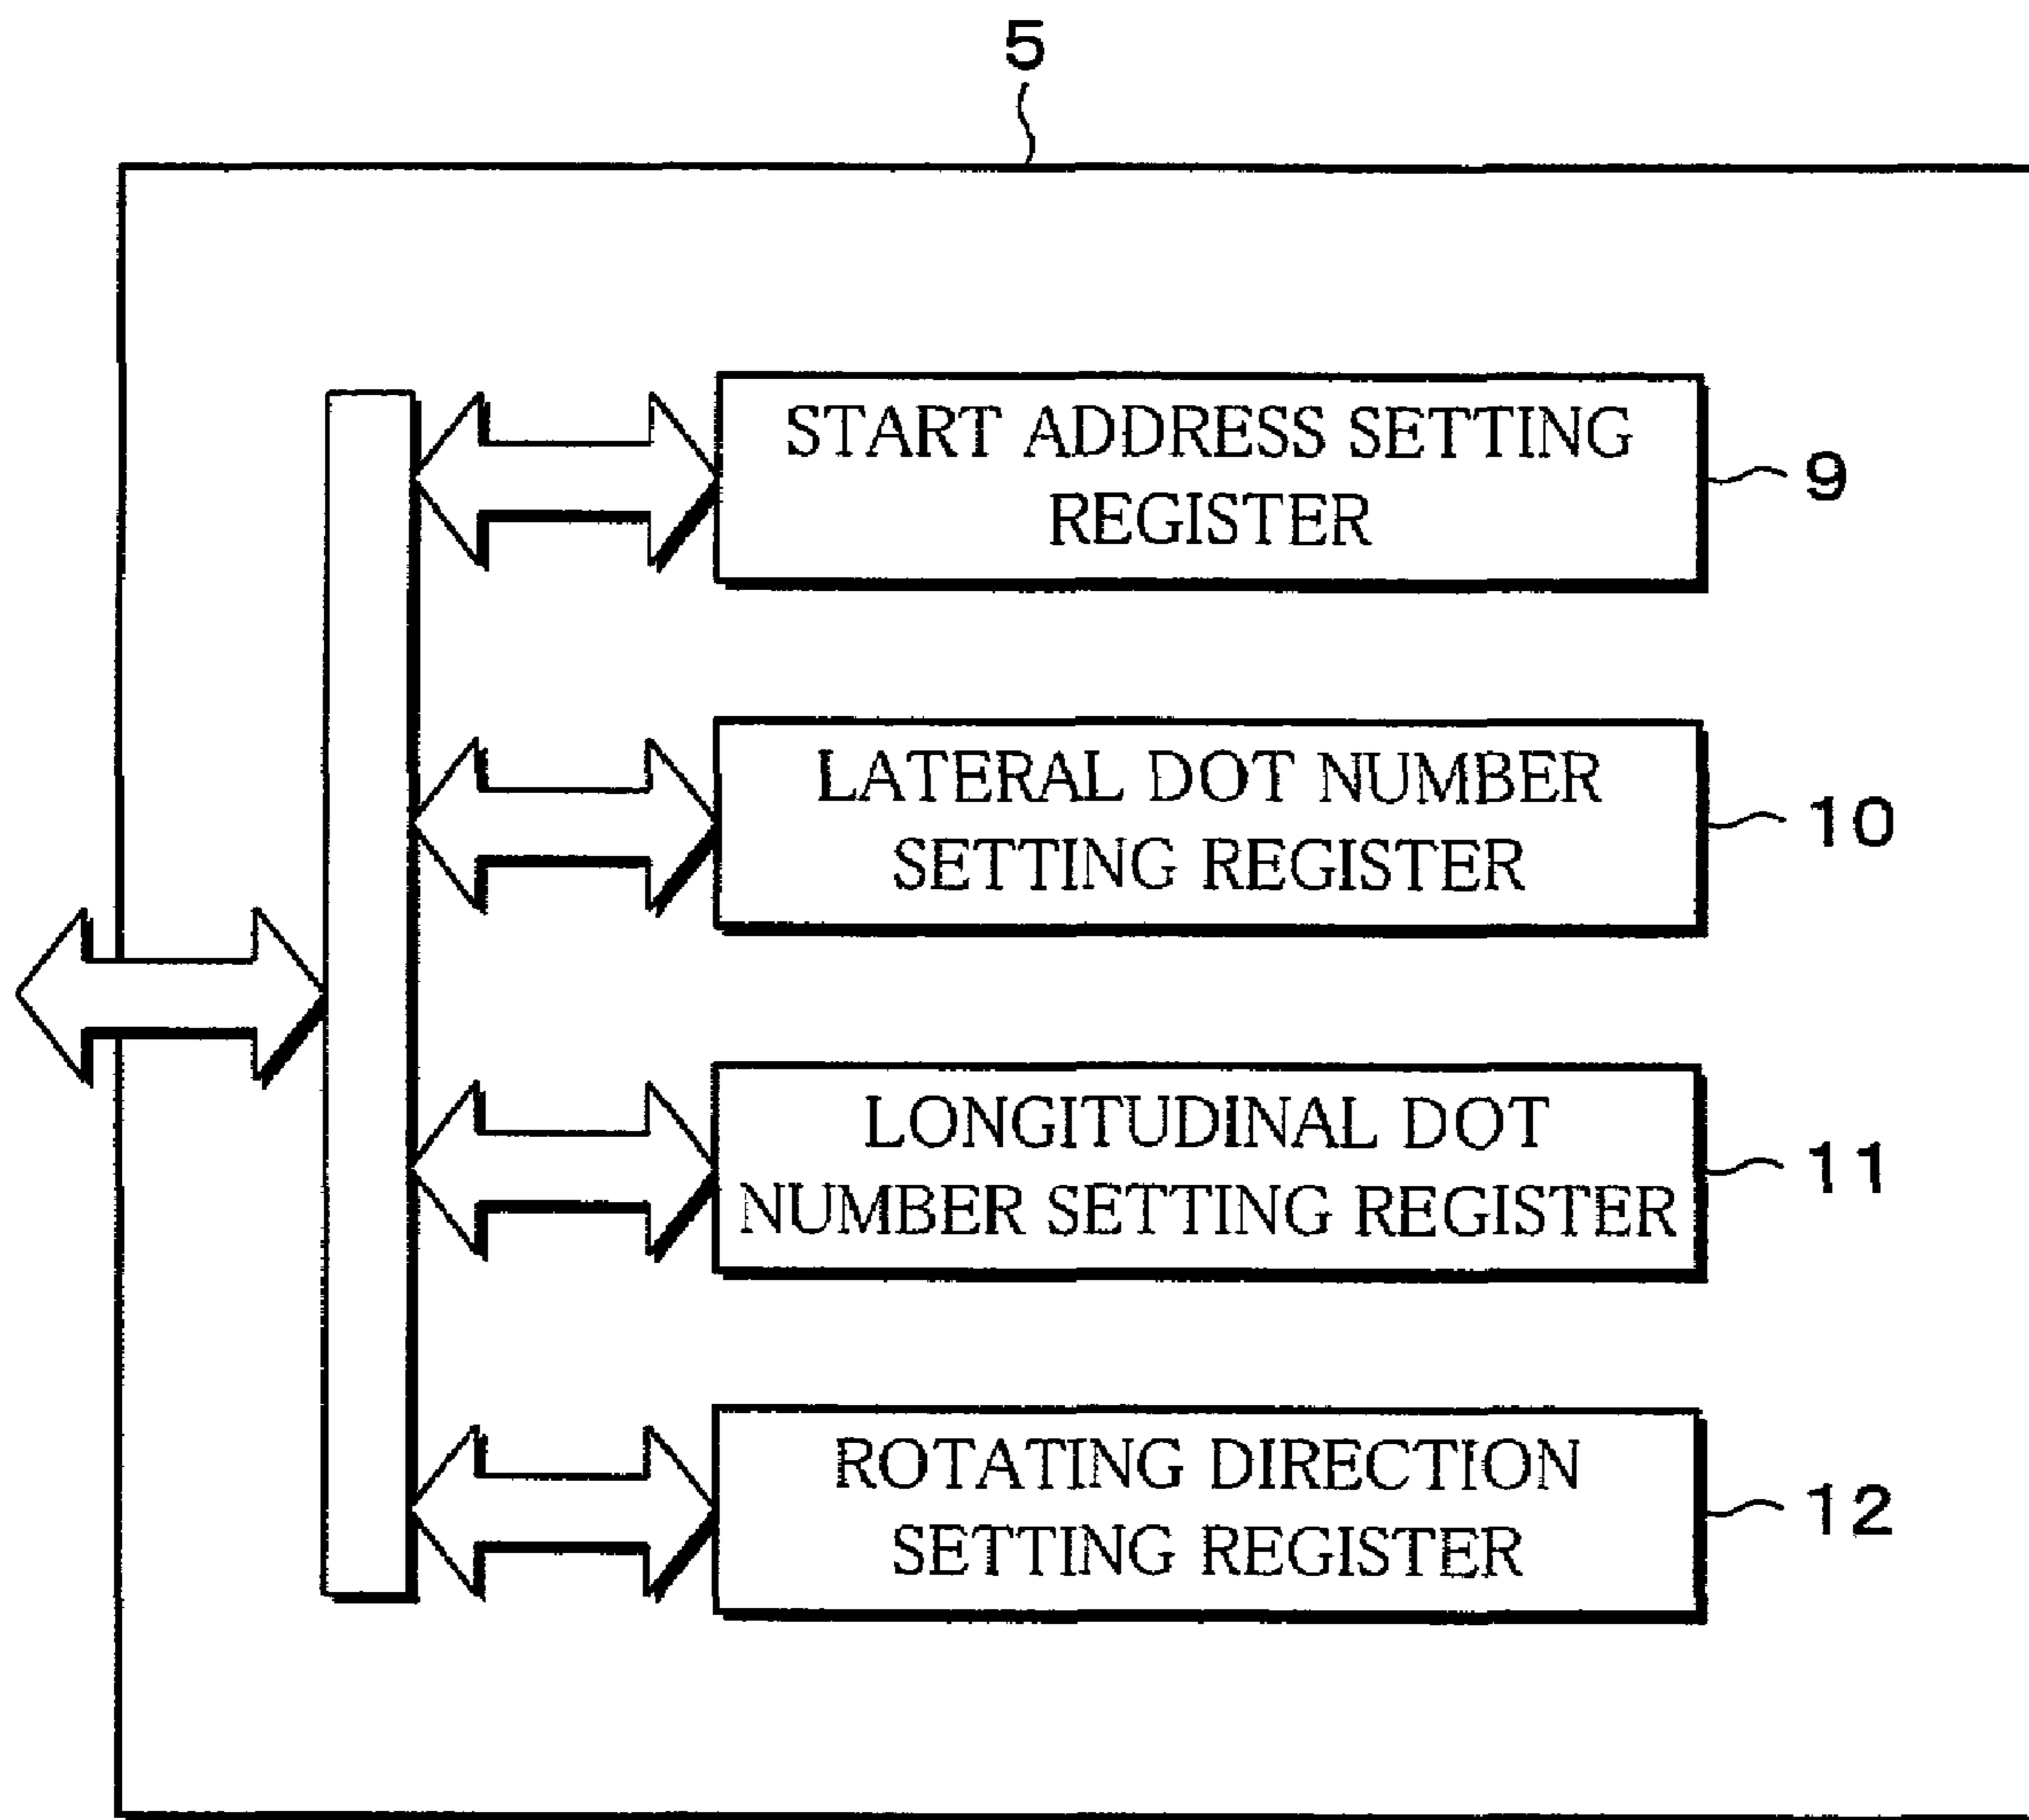 5
START ADDRESS SETTING
REGISTER
9
LATERAL DOT NUMBER
SETTING REGISTER
10
LONGITUDINAL DOT
NUMBER SETTING REGISTER
11
ROTATING DIRECTION
SETTING REGISTER
12